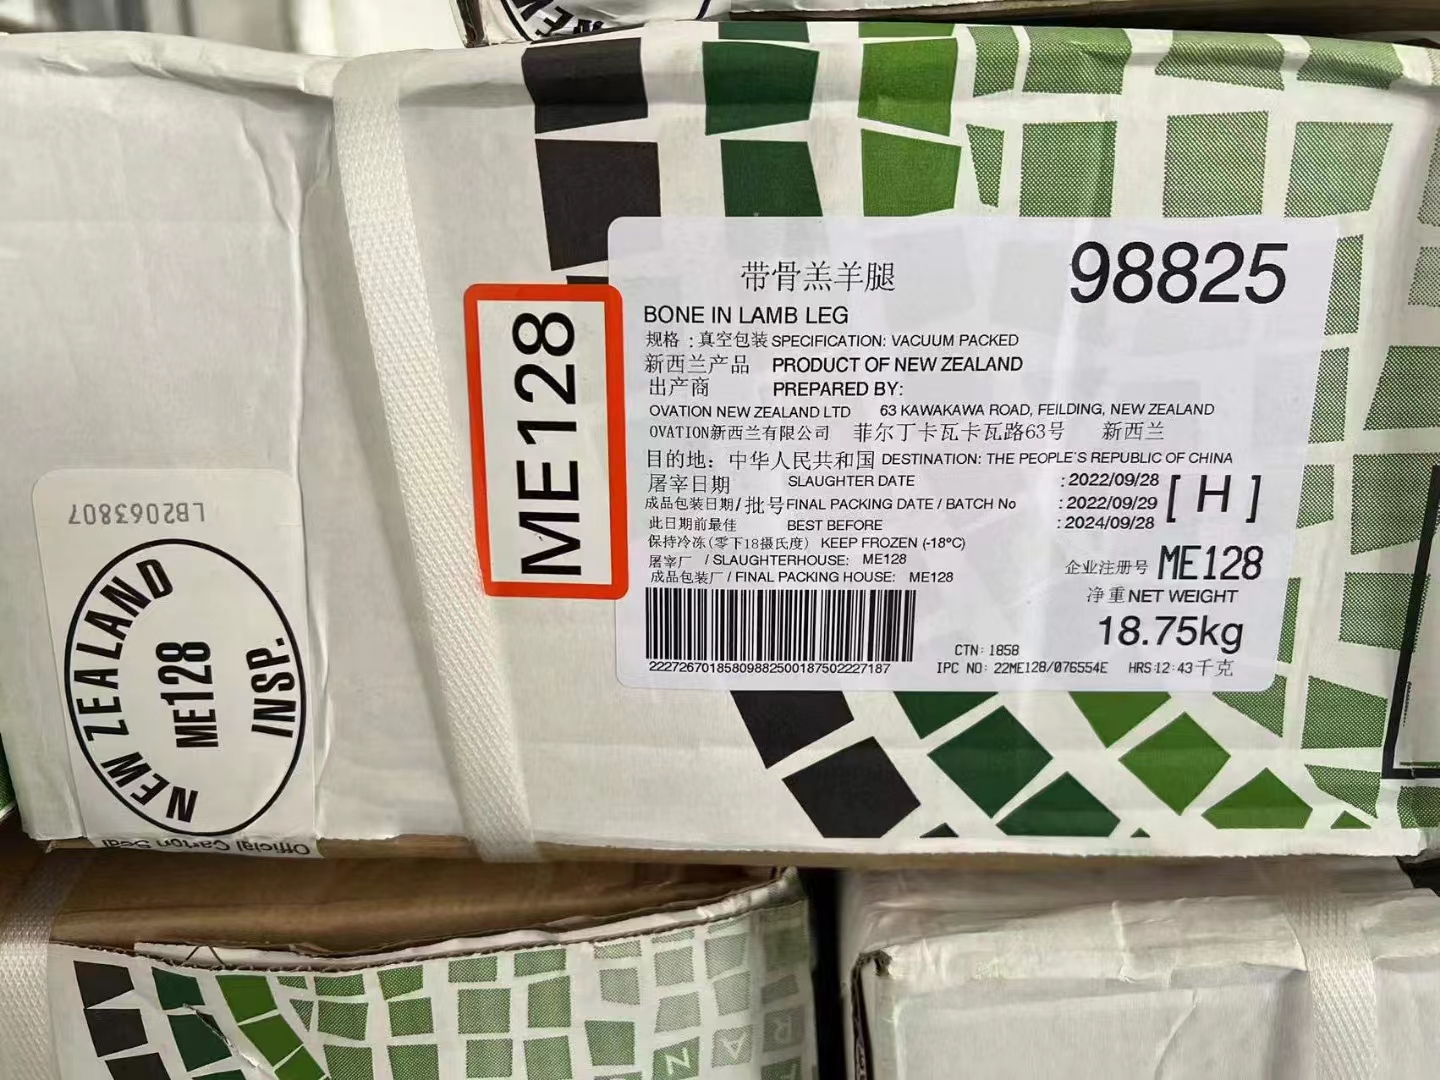 98825
带骨羔羊腿
BONE IN LAMB LEG
规格：真空包装 SPECIFICATION: VACUUM PACKED
新西兰产品 PRODUCT OF NEW ZEALAND
出产商 PREPARED BY:
OVATION NEW ZEALAND LTD 63 KAWAKAWA ROAD, FEILDING, NEW ZEALAND
OVATION新西兰有限公司 菲尔丁卡瓦卡瓦路63号 新西兰
目的地：中华人民共和国 DESTINATION: THE PEOPLE'S REPUBLIC OF CHINA
屠宰日期 SLAUGHTER DATE : 2022/09/28
成品包装日期/批号 FINAL PACKING DATE / BATCH No : 2022/09/29
[ H ]
此日期前最佳 BEST BEFORE : 2024/09/28
保持冷冻(零下18摄氏度) KEEP FROZEN (-18°C)
屠宰厂 / SLAUGHTERHOUSE: ME128
成品包装厂 / FINAL PACKING HOUSE: ME128
企业注册号 ME128
净重 NET WEIGHT
18.75kg
千克
CTN: 1858
IPC NO: 22ME128/076554E HRS:12:43
222726701858098825001875022227187
ME128
LB2063807
NEW ZEALAND
ME128
INSP.
Official Carton Seal